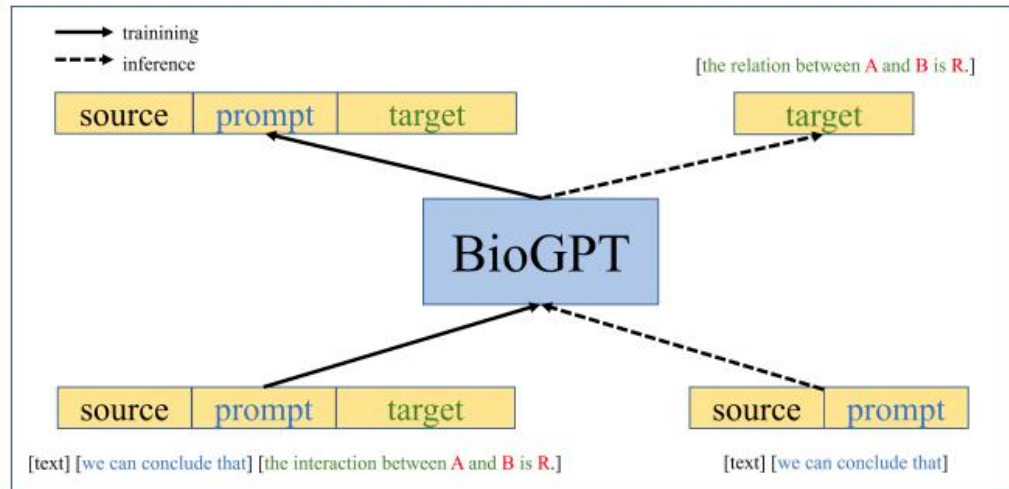 trainining
inference
[the relation between A and B is R.]
source prompt target
target
BioGPT
source prompt target
source prompt
[text] [we can conclude that] [the interaction between A and B is R.]
[text] [we can conclude that]